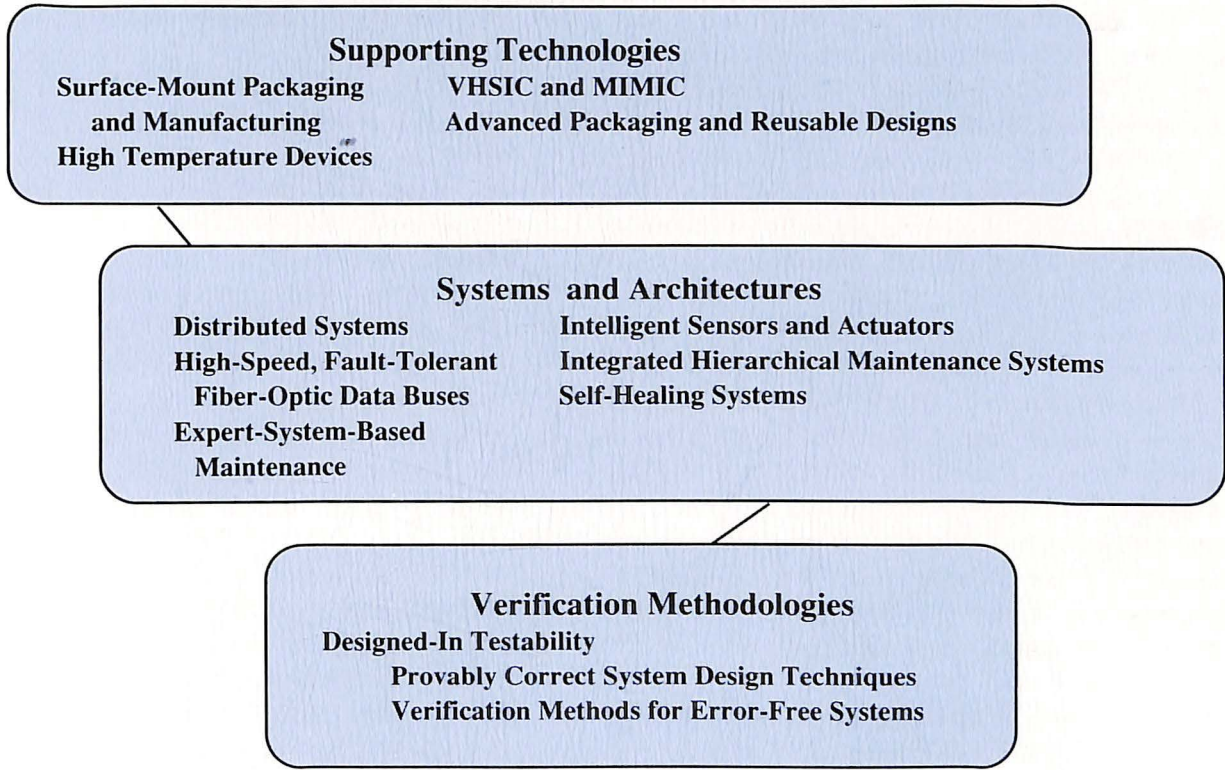 Supporting Technologies
Surface-Mount Packaging
and Manufacturing
High Temperature Devices
VHSIC and MIMIC
Advanced Packaging and Reusable Designs
Systems and Architectures
Distributed Systems
High-Speed, Fault-Tolerant
Fiber-Optic Data Buses
Expert-System-Based
Maintenance
Intelligent Sensors and Actuators
Integrated Hierarchical Maintenance Systems
Self-Healing Systems
Verification Methodologies
Designed-In Testability
Provably Correct System Design Techniques
Verification Methods for Error-Free Systems